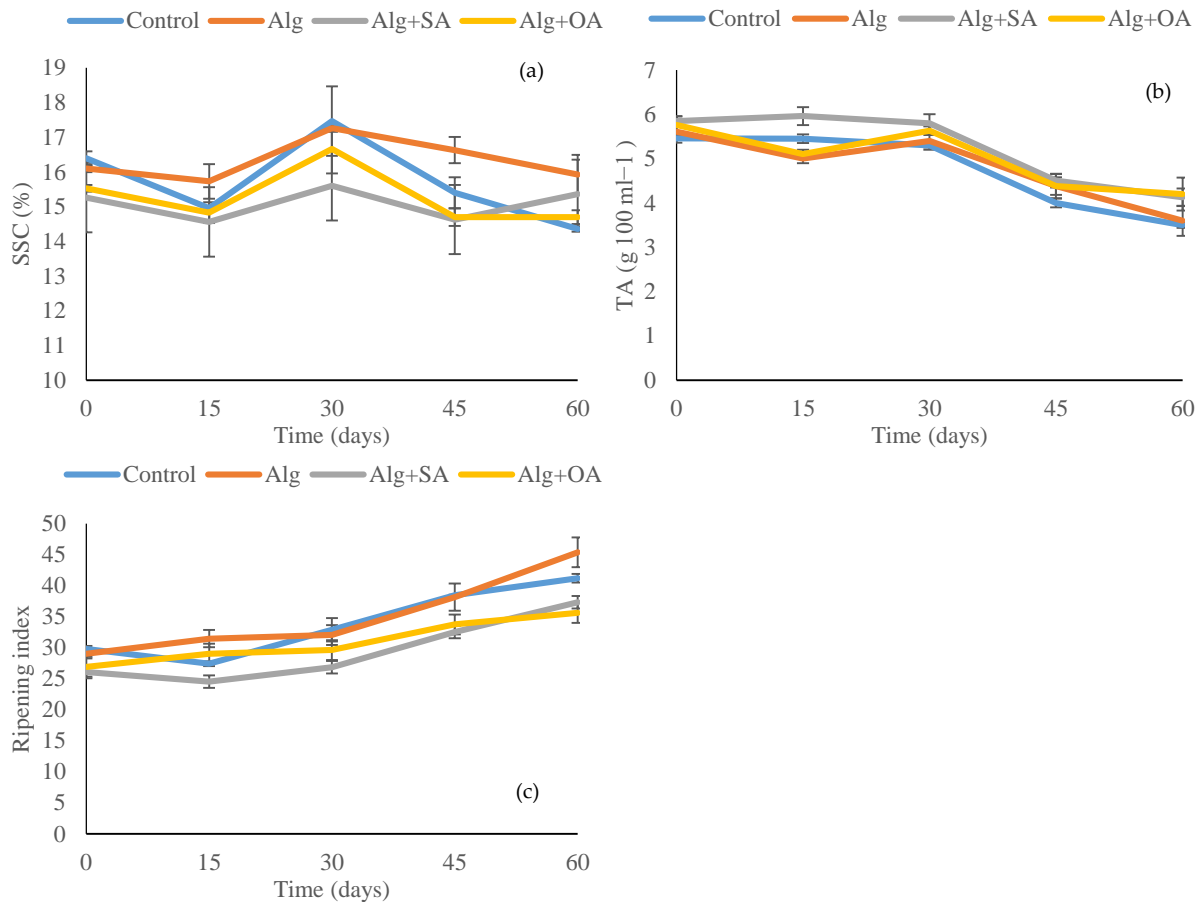 Control Alg Alg+SA Alg+OA
(a)
SSC (%)
19
18
17
16
15
14
13
12
11
10
0 15 30 45 60
Time (days)
Control Alg Alg+SA Alg+OA
(b)
TA (g 100 ml−1 )
7
6
5
4
3
2
1
0
0 15 30 45 60
Time (days)
Control Alg Alg+SA Alg+OA
Ripening index
50
45
40
35
30
25
20
15
10
5
0
(c)
0 15 30 45 60
Time (days)